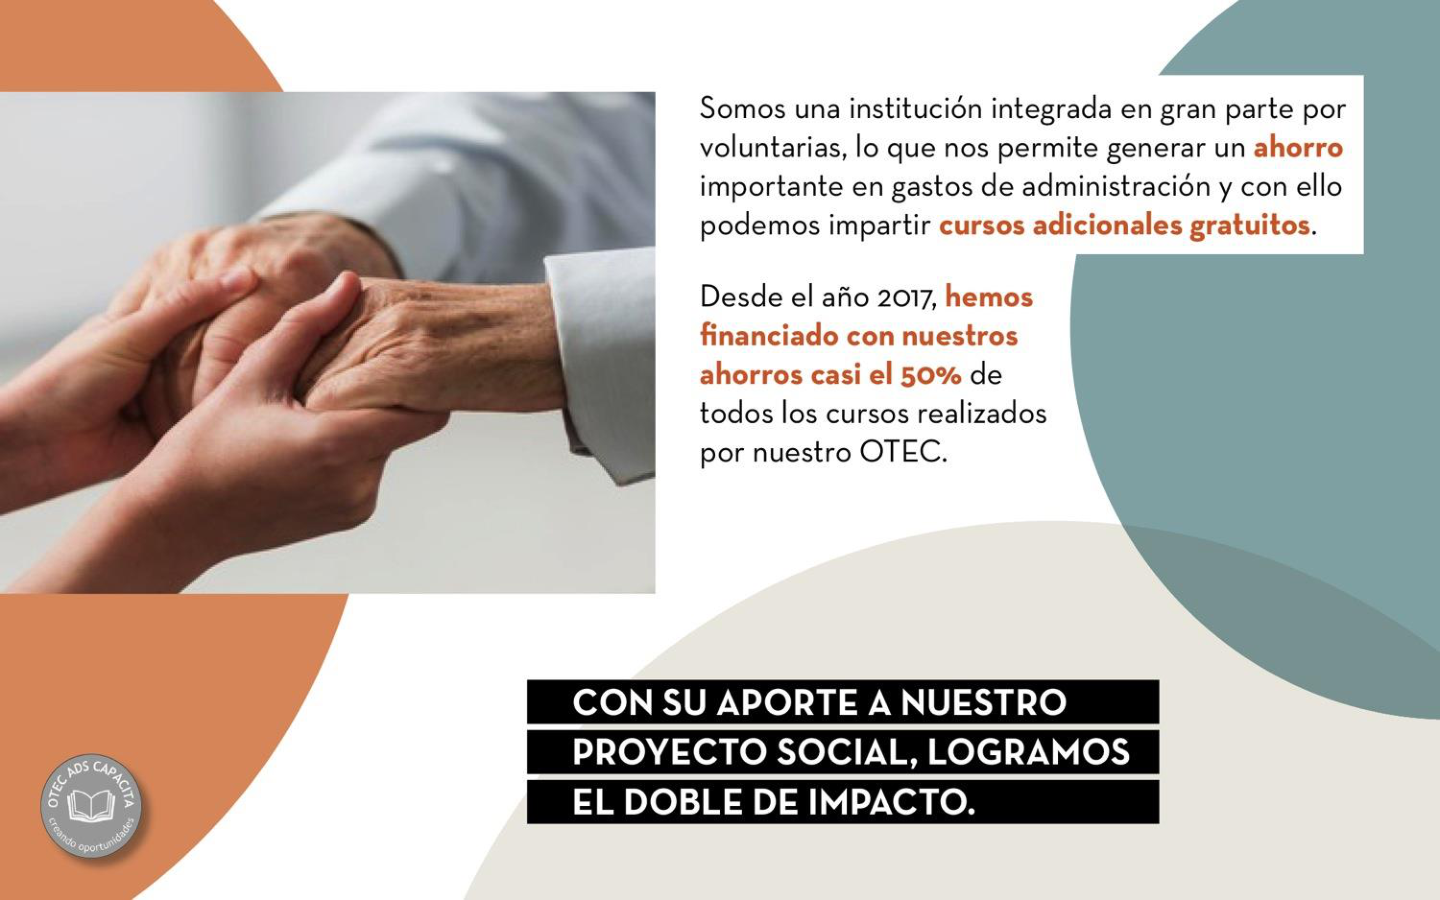 Somos una institución integrada en gran parte por
voluntarias, lo que nos permite generar un ahorro
importante en gastos de administración y con ello
podemos impartir cursos adicionales gratuitos.
Desde el año 2017, hemos
financiado con nuestros
ahorros casi el 50% de
todos los cursos realizados
por nuestro OTEC.
CON SU APORTE A NUESTRO
PROYECTO SOCIAL, LOGRAMOS
EL DOBLE DE IMPACTO.
OTEC ADS CAPACITA
creando oportunidades